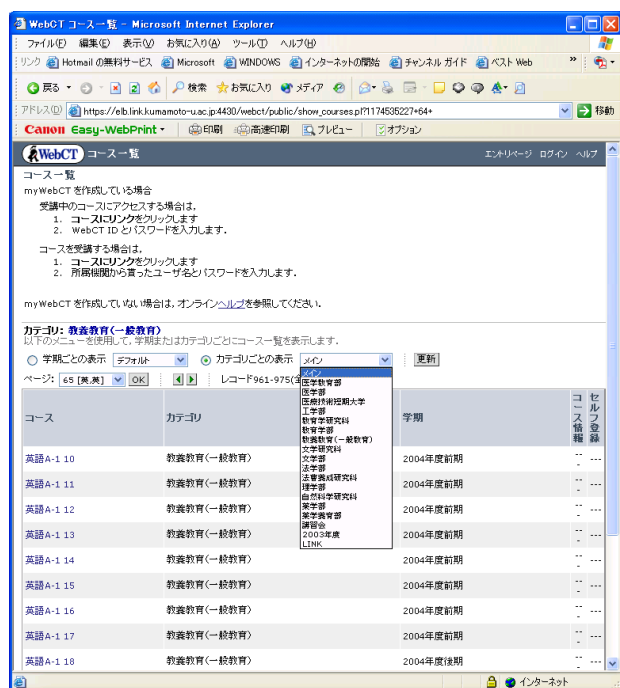 WebCT コース一覧 - Microsoft Internet Explorer
ファイル(F) 編集(E) 表示(V) お気に入り(A) ツール(T) ヘルプ(H)
リンク Hotmail の無料サービス Microsoft WINDOWS インターネットの開始 チャンネル ガイド ベスト Web »
戻る 検索 お気に入り メディア
アドレス(D) https://elb.link.kumamoto-u.ac.jp:4430/webct/public/show_courses.pl?1174535227+64+ 移動
Canon Easy-WebPrint 印刷 高速印刷 プレビュー オプション
WebCT コース一覧 エントリページ ログイン ヘルプ
コース一覧
myWebCT を作成している場合
受講中のコースにアクセスする場合は,
1. コースにリンクをクリックします
2. WebCT ID とパスワードを入力します。
コースを受講する場合は,
1. コースにリンクをクリックします
2. 所属機関から貰ったユーザ名とパスワードを入力します。
myWebCT を作成していない場合は, オンラインヘルプを参照してください。
カテゴリ: 教養教育(一般教育)
以下のメニューを使用して, 学期またはカテゴリごとにコース一覧を表示します。
学期ごとの表示 デフォルト カテゴリごとの表示 メイン 更新
ページ: 65 [英,英] OK レコード961-975(全
メイン
医学教育部
医学部
医療技術短期大学
工学部
教育学研究科
教育学部
教養教育(一般教育)
文学研究科
文学部
法学部
法曹養成研究科
理学部
自然科学研究科
薬学部
薬学教育部
講習会
2003年度
LINK
コース カテゴリ 学期 コース情報 セルフ登録
英語A-1 10 教養教育(一般教育) 2004年度前期 --- ---
英語A-1 11 教養教育(一般教育) 2004年度前期 --- ---
英語A-1 12 教養教育(一般教育) 2004年度前期 --- ---
英語A-1 13 教養教育(一般教育) 2004年度前期 --- ---
英語A-1 14 教養教育(一般教育) 2004年度前期 --- ---
英語A-1 15 教養教育(一般教育) 2004年度前期 --- ---
英語A-1 16 教養教育(一般教育) 2004年度前期 --- ---
英語A-1 17 教養教育(一般教育) 2004年度前期 --- ---
英語A-1 18 教養教育(一般教育) 2004年度後期 --- ---
インターネット